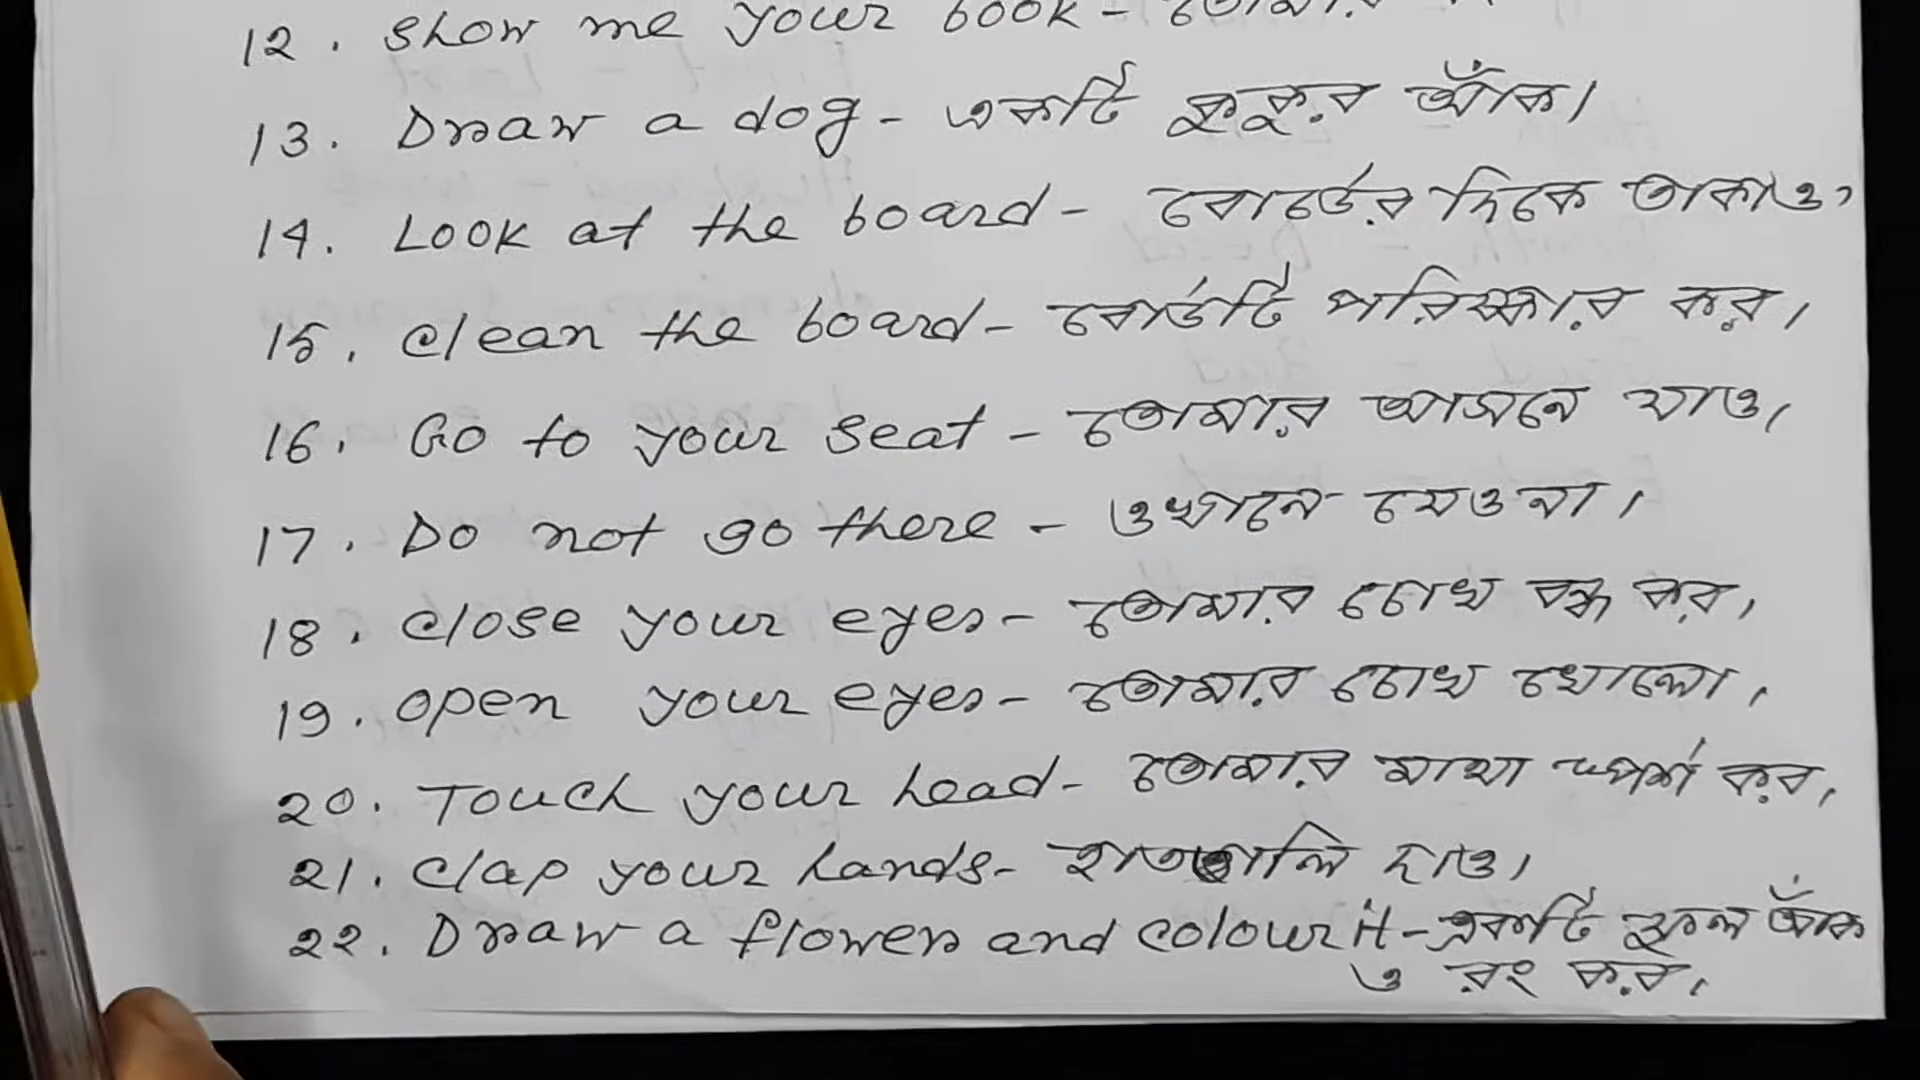 12. Show me your book - তোমার
13. Draw a dog - একটি কুকুর আঁক।
14. Look at the board - বোর্ডের দিকে তাকাও।
15. Clean the board - বোর্ডটি পরিস্কার কর।
16. Go to your seat - তোমার আসনে যাও।
17. Do not go there - ওখানে যেওনা।
18. Close your eyes - তোমার চোখ বন্ধ কর।
19. Open your eyes - তোমার চোখ খোলো।
20. Touch your head - তোমার মাথা স্পর্শ কর।
21. Clap your hands - হাততালি দাও।
22. Draw a flower and colour it - একটি ফুল আঁক
ও রং কর।